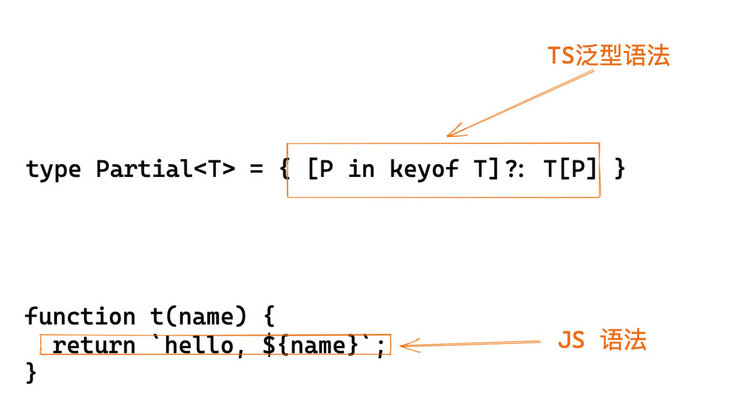 TS泛型语法
type Partial<T> = { [P in keyof T]?: T[P] }
function t(name) {
return `hello, ${name}`;
JS 语法
}